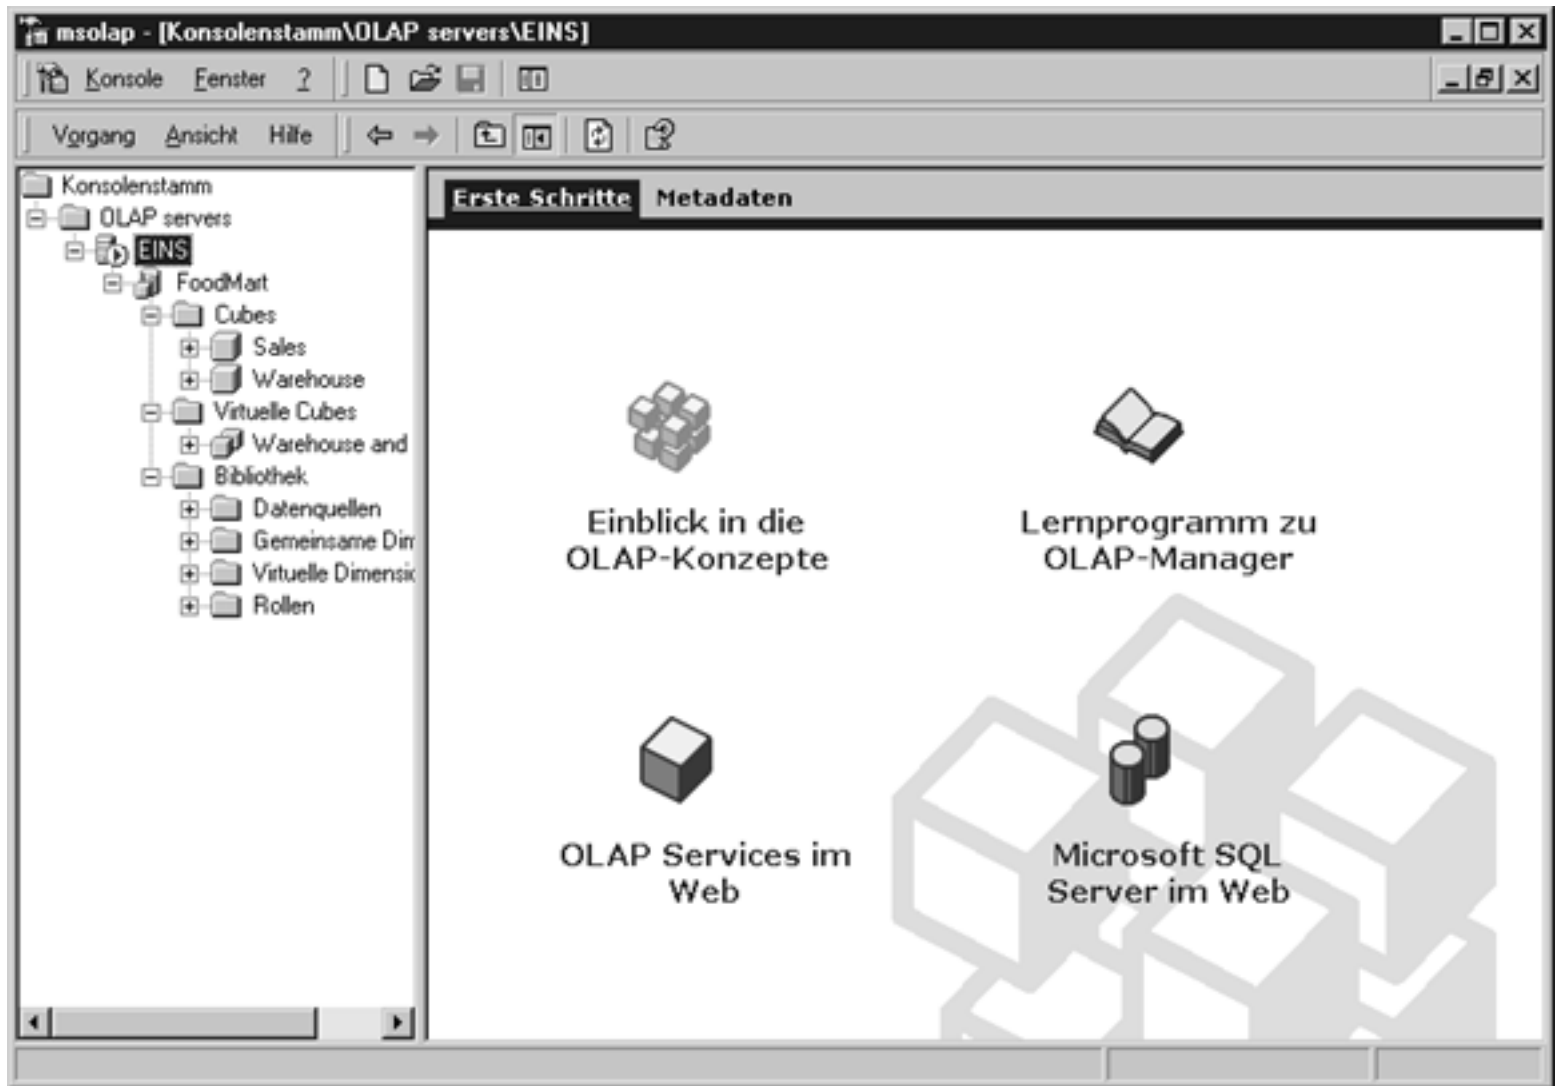 msolap - [Konsolenstamm\OLAP servers\EINS]
Konsole Fenster ?
Vorgang Ansicht Hilfe
Konsolenstamm
OLAP servers
EINS
FoodMart
Cubes
Sales
Warehouse
Virtuelle Cubes
Warehouse and
Bibliothek
Datenquellen
Gemeinsame Dim
Virtuelle Dimensio
Rollen
Erste Schritte Metadaten
Einblick in die
OLAP-Konzepte
Lernprogramm zu
OLAP-Manager
OLAP Services im
Web
Microsoft SQL
Server im Web